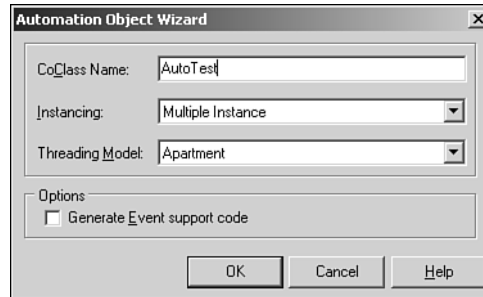 Automation Object Wizard
CoClass Name: AutoTest
Instancing: Multiple Instance
Threading Model: Apartment
Options
Generate Event support code
OK Cancel Help